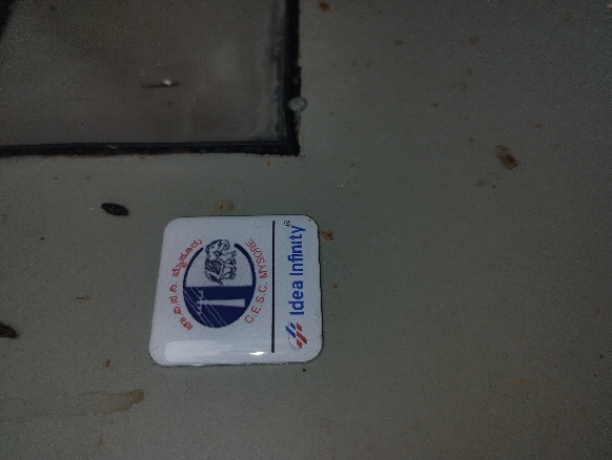 ಚಾ.ವಿ.ಸ.ನಿ. ಮೈಸೂರು
C.E.S.C. MYSORE
Idea Infinity®